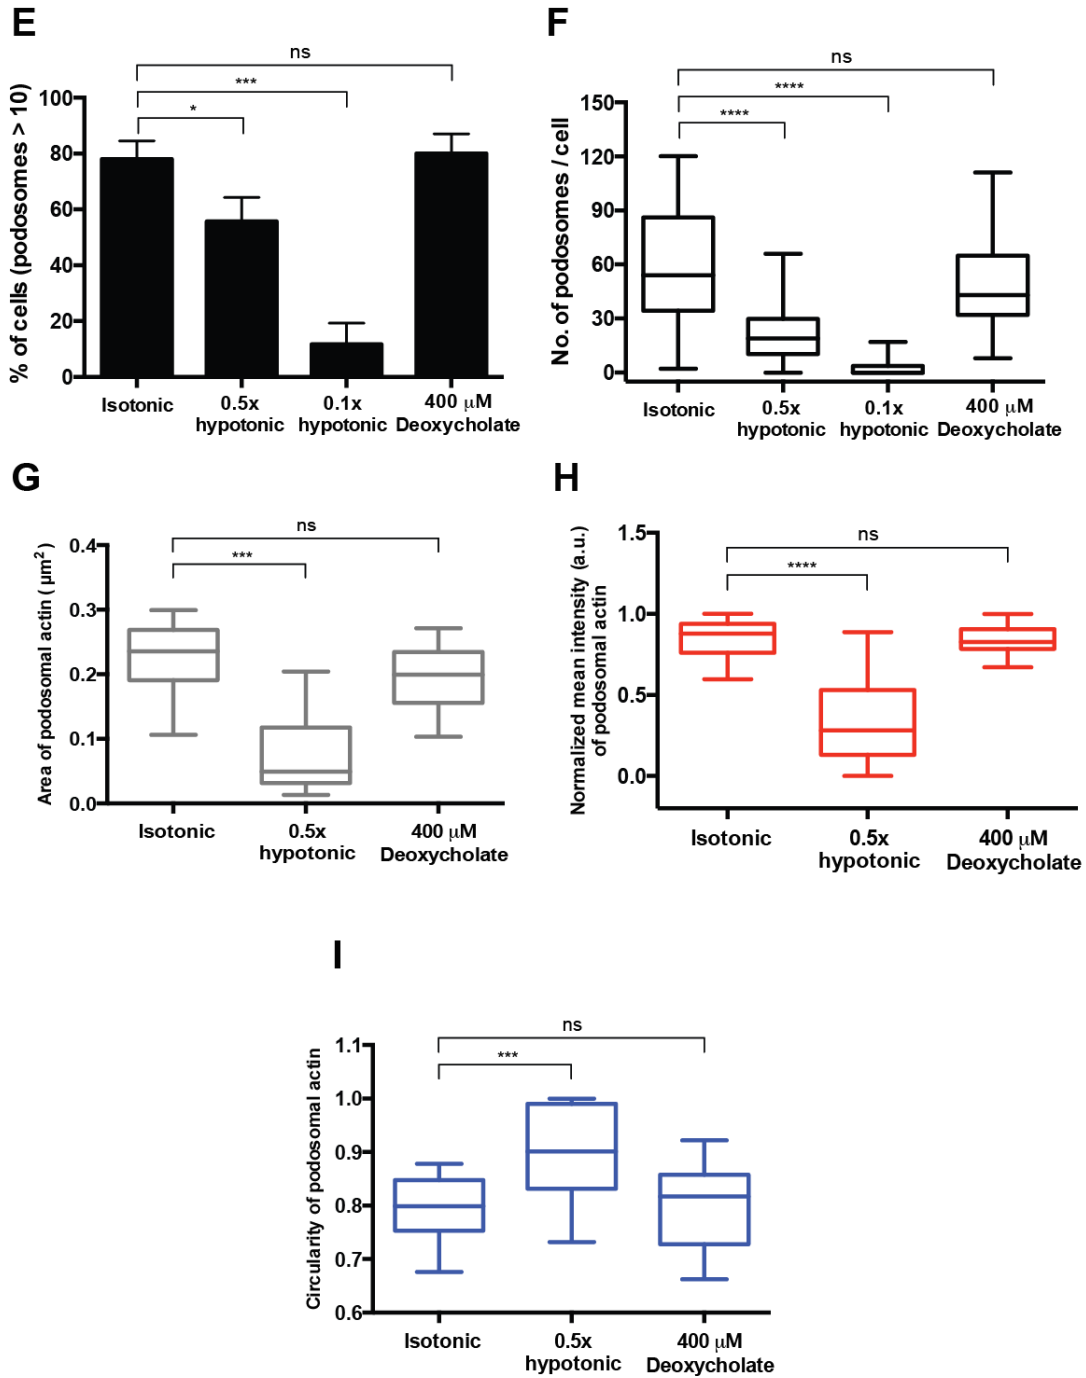 E
ns
***
*
% of cells (podosomes > 10)
100
80
60
40
20
0
Isotonic
0.5x
hypotonic
0.1x
hypotonic
400 μM
Deoxycholate
F
ns
****
****
No. of podosomes / cell
150
120
90
60
30
0
Isotonic
0.5x
hypotonic
0.1x
hypotonic
400 μM
Deoxycholate
G
ns
***
Area of podosomal actin ( µm²)
0.4
0.3
0.2
0.1
0.0
Isotonic
0.5x
hypotonic
400 μM
Deoxycholate
H
ns
****
Normalized mean intensity (a.u.)
of podosomal actin
1.5
1.0
0.5
0.0
Isotonic
0.5x
hypotonic
400 μM
Deoxycholate
I
ns
***
Circularity of podosomal actin
1.1
1.0
0.9
0.8
0.7
0.6
Isotonic
0.5x
hypotonic
400 μM
Deoxycholate